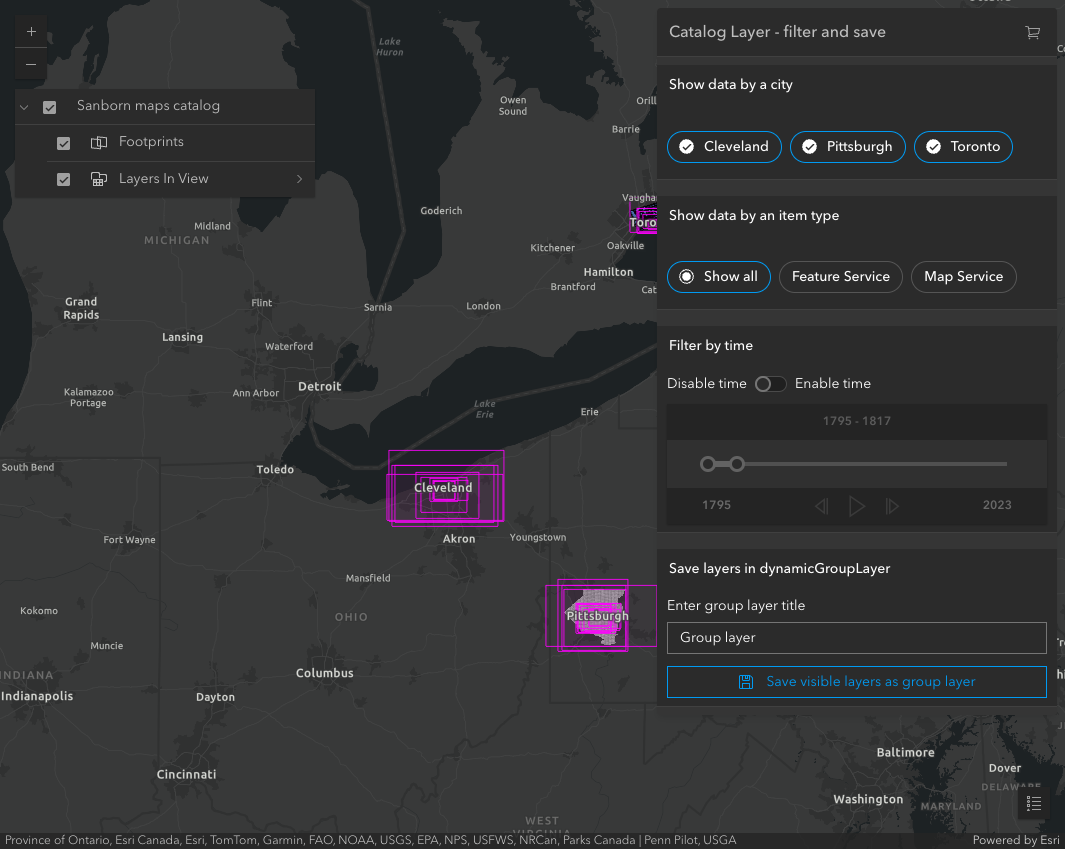 +
−
Sanborn maps catalog
Footprints
Layers In View
Catalog Layer - filter and save
Show data by a city
Cleveland
Pittsburgh
Toronto
Show data by an item type
Show all
Feature Service
Map Service
Filter by time
Disable time
Enable time
1795 - 1817
1795
2023
Save layers in dynamicGroupLayer
Enter group layer title
Group layer
Save visible layers as group layer
Lake
Huron
Owen
Sound
Orill
Barrie
Vaugha
Toro
Goderich
Midland
MICHIGAN
Kitchener
Oakville
Hamilton
Brantford
Cat
Grand
Rapids
Flint
Sarnia
London
Lansing
Waterford
Detroit
Ann Arbor
Kalamazoo
Portage
Lake
Erie
Erie
South Bend
Toledo
Cleveland
Akron
Youngstown
Fort Wayne
Mansfield
Kokomo
OHIO
Pittsburgh
Muncie
INDIANA
Indianapolis
Columbus
Dayton
Cincinnati
Baltimore
Dover
DELAWARE
Washington
MARYLAND
WEST
VIRGINIA
Province of Ontario, Esri Canada, Esri, TomTom, Garmin, FAO, NOAA, USGS, EPA, NPS, USFWS, NRCan, Parks Canada | Penn Pilot, USGA
Powered by Esri